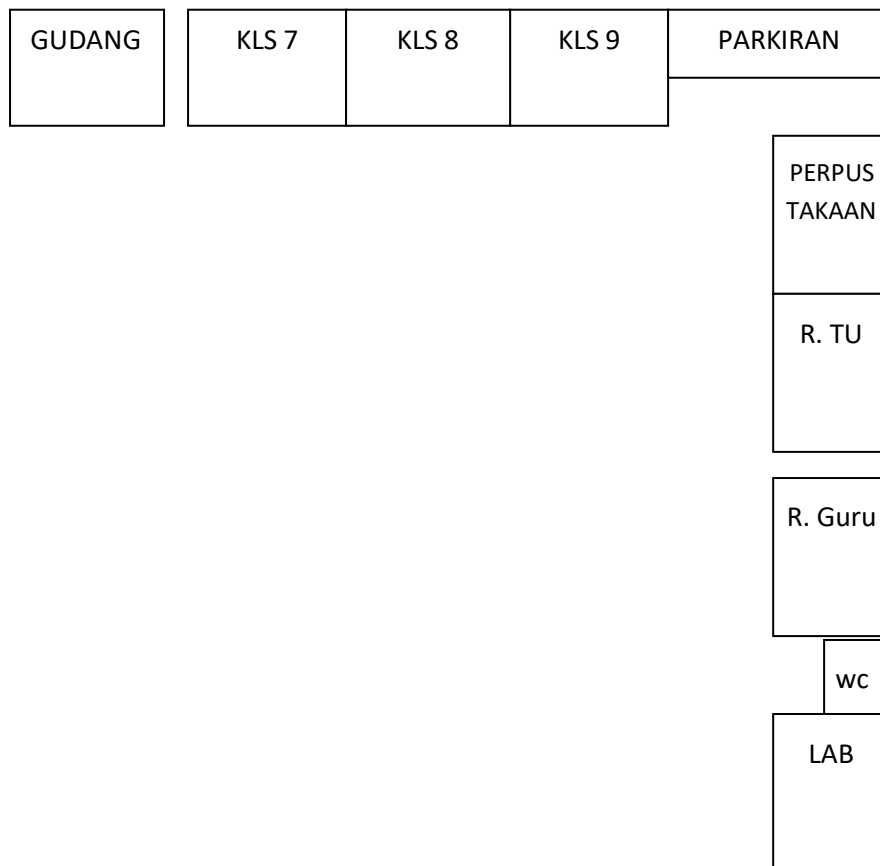 GUDANG
KLS 7
KLS 8
KLS 9
PARKIRAN
PERPUS
TAKAAN
R. TU
R. Guru
wc
LAB